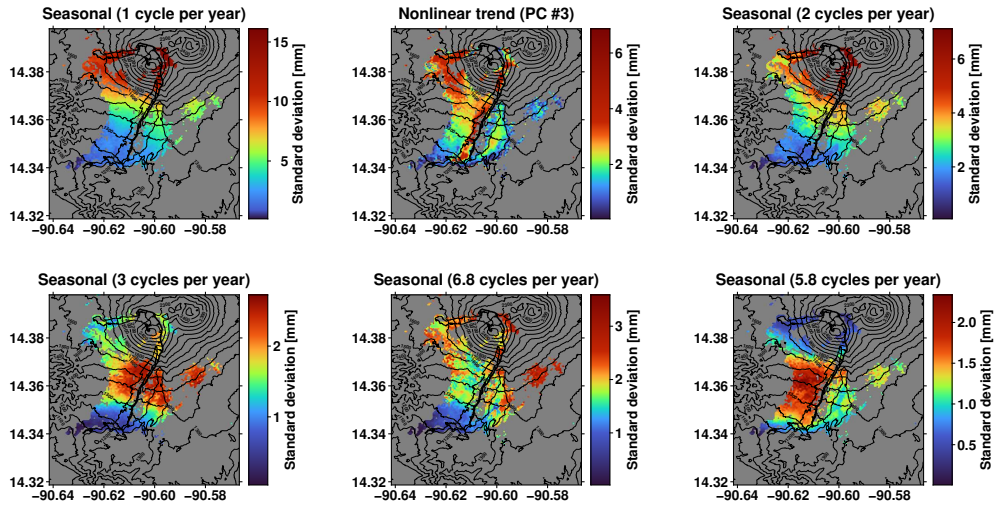 Seasonal (1 cycle per year)
14.38
14.36
14.34
14.32
−90.64 −90.62 −90.60 −90.58
15
10
5
Standard deviation [mm]
Nonlinear trend (PC #3)
14.38
14.36
14.34
14.32
−90.64 −90.62 −90.60 −90.58
6
4
2
Standard deviation [mm]
Seasonal (2 cycles per year)
14.38
14.36
14.34
14.32
−90.64 −90.62 −90.60 −90.58
6
4
2
Standard deviation [mm]
Seasonal (3 cycles per year)
14.38
14.36
14.34
14.32
−90.64 −90.62 −90.60 −90.58
2
1
Standard deviation [mm]
Seasonal (6.8 cycles per year)
14.38
14.36
14.34
14.32
−90.64 −90.62 −90.60 −90.58
3
2
1
Standard deviation [mm]
Seasonal (5.8 cycles per year)
14.38
14.36
14.34
14.32
−90.64 −90.62 −90.60 −90.58
2.0
1.5
1.0
0.5
Standard deviation [mm]